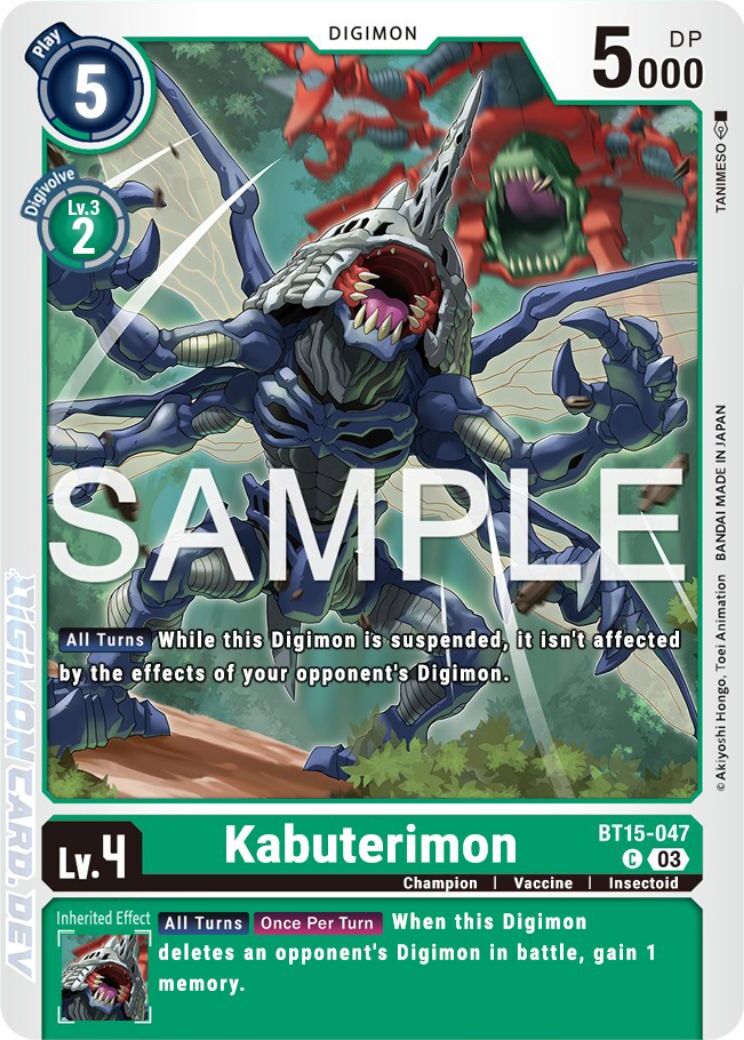 Play
5
DIGIMON
5000
DP
Digivolve
Lv.3
2
TANIMESO
SAMPLE
All Turns While this Digimon is suspended, it isn't affected
by the effects of your opponent's Digimon.
© Akiyoshi Hongo, Toei Animation BANDAI MADE IN JAPAN
DIGIMONCARD.DEV
Lv.4
Kabuterimon
BT15-047
C 03
Champion | Vaccine | Insectoid
Inherited Effect
All Turns Once Per Turn When this Digimon
deletes an opponent's Digimon in battle, gain 1
memory.